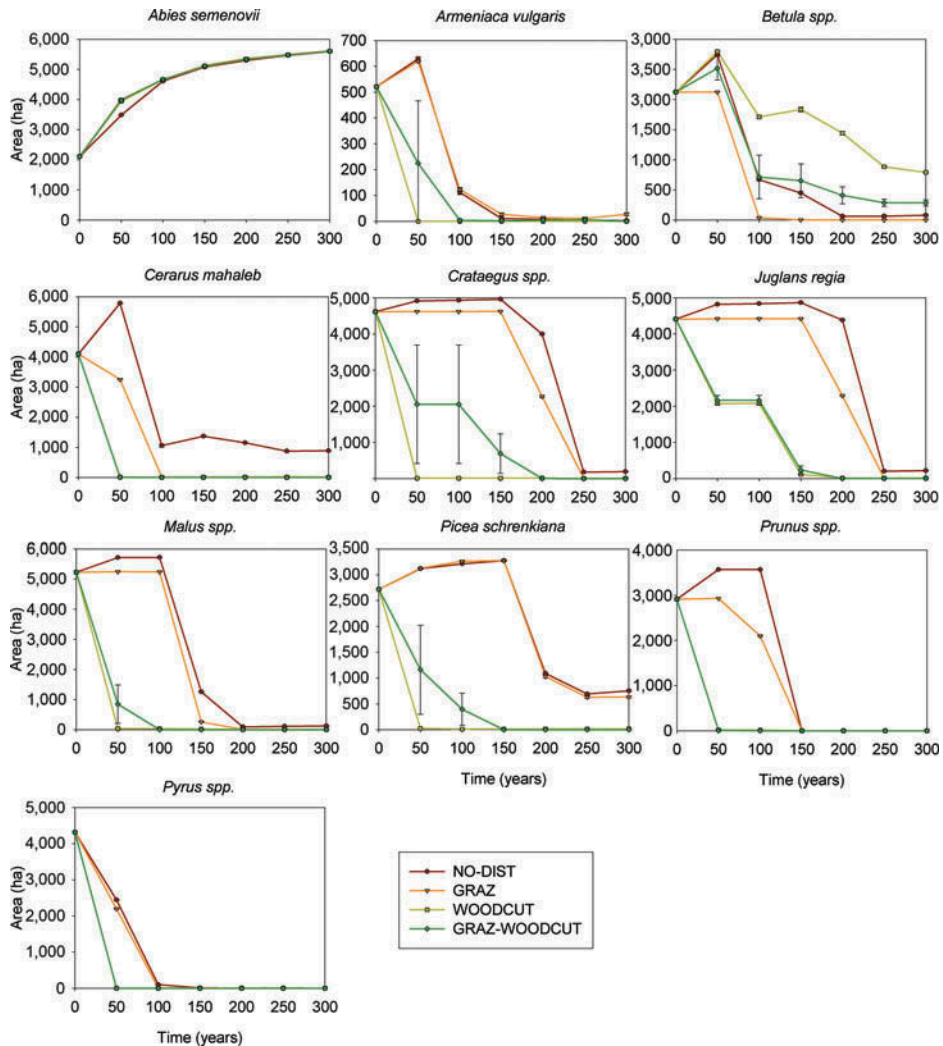 Abies semenovii
Area (ha)
6,000
5,000
4,000
3,000
2,000
1,000
0
0 50 100 150 200 250 300
Armeniaca vulgaris
700
600
500
400
300
200
100
0
0 50 100 150 200 250 300
Betula spp.
3,000
3,500
3,000
1,500
1,000
500
0
0 50 100 150 200 250 300
Cerarus mahaleb
Area (ha)
6,000
5,000
4,000
3,000
2,000
1,000
0
0 50 100 150 200 250 300
Crataegus spp.
5,000
4,000
3,000
2,000
1,000
0
0 50 100 150 200 250 300
Juglans regia
5,000
4,000
3,000
2,000
1,000
0
0 50 100 150 200 250 300
Malus spp.
Area (ha)
6,000
5,000
4,000
3,000
2,000
1,000
0
0 50 100 150 200 250 300
Picea schrenkiana
3,500
3,000
2,500
2,000
1,500
1,000
500
0
0 50 100 150 200 250 300
Time (years)
Prunus spp.
4,000
3,000
2,000
1,000
0
0 50 100 150 200 250 300
Time (years)
Pyrus spp.
Area (ha)
5,000
4,000
3,000
2,000
1,000
0
0 50 100 150 200 250 300
Time (years)
NO-DIST
GRAZ
WOODCUT
GRAZ-WOODCUT